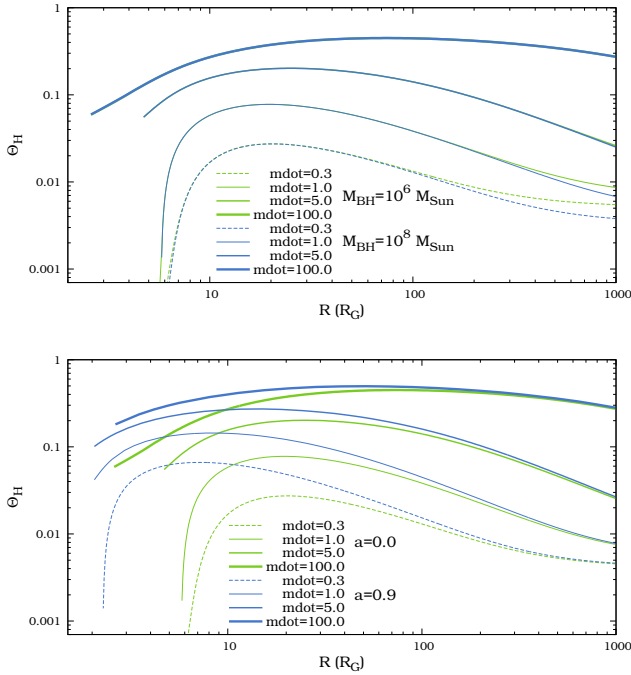 1
0.1
0.01
0.001
Θ_H
mdot=0.3
mdot=1.0
mdot=5.0
mdot=100.0
M_BH=10^6 M_Sun
mdot=0.3
mdot=1.0
mdot=5.0
mdot=100.0
M_BH=10^8 M_Sun
10 100 1000
R (R_G)
1
0.1
0.01
0.001
Θ_H
mdot=0.3
mdot=1.0
mdot=5.0
mdot=100.0
a=0.0
mdot=0.3
mdot=1.0
mdot=5.0
mdot=100.0
a=0.9
10 100 1000
R (R_G)